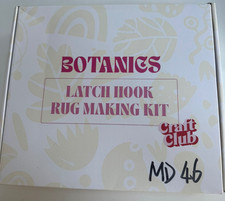 BOTANICS
LATCH HOOK
RUG MAKING KIT
Craft
Club
MD 46